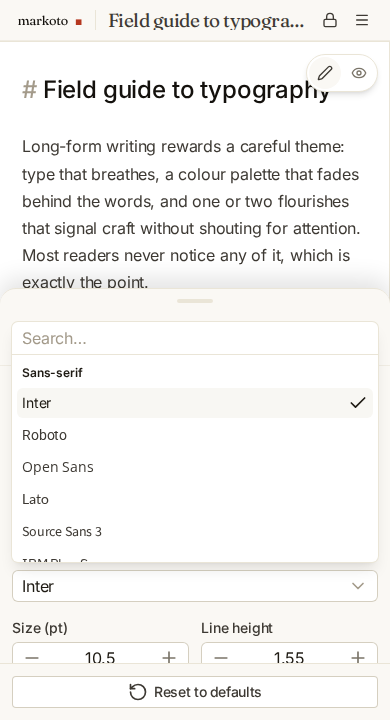 markoto
Field guide to typogra...
# Field guide to typography
Long-form writing rewards a careful theme:
type that breathes, a colour palette that fades
behind the words, and one or two flourishes
that signal craft without shouting for attention.
Most readers never notice any of it, which is
exactly the point.
Search...
Sans-serif
Inter
Roboto
Open Sans
Lato
Source Sans 3
Inter
Size (pt)
Line height
10.5
1.55
Reset to defaults